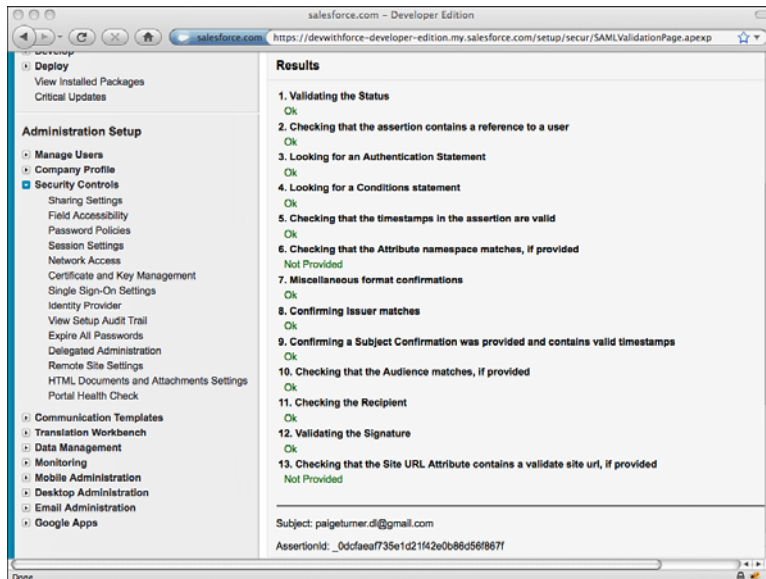 salesforce.com – Developer Edition
salesforce.com https://devwithforce-developer-edition.my.salesforce.com/setup/secur/SAMLValidationPage.apexp
Develop
Deploy
View Installed Packages
Critical Updates
Administration Setup
Manage Users
Company Profile
Security Controls
Sharing Settings
Field Accessibility
Password Policies
Session Settings
Network Access
Certificate and Key Management
Single Sign-On Settings
Identity Provider
View Setup Audit Trail
Expire All Passwords
Delegated Administration
Remote Site Settings
HTML Documents and Attachments Settings
Portal Health Check
Communication Templates
Translation Workbench
Data Management
Monitoring
Mobile Administration
Desktop Administration
Email Administration
Google Apps
Results
1. Validating the Status
Ok
2. Checking that the assertion contains a reference to a user
Ok
3. Looking for an Authentication Statement
Ok
4. Looking for a Conditions statement
Ok
5. Checking that the timestamps in the assertion are valid
Ok
6. Checking that the Attribute namespace matches, if provided
Not Provided
7. Miscellaneous format confirmations
Ok
8. Confirming Issuer matches
Ok
9. Confirming a Subject Confirmation was provided and contains valid timestamps
Ok
10. Checking that the Audience matches, if provided
Ok
11. Checking the Recipient
Ok
12. Validating the Signature
Ok
13. Checking that the Site URL Attribute contains a validate site url, if provided
Not Provided
Subject: paigeturner.dl@gmail.com
AssertionId: _0dcfaeaf735e1d21f42e0b86d56f867f
Done